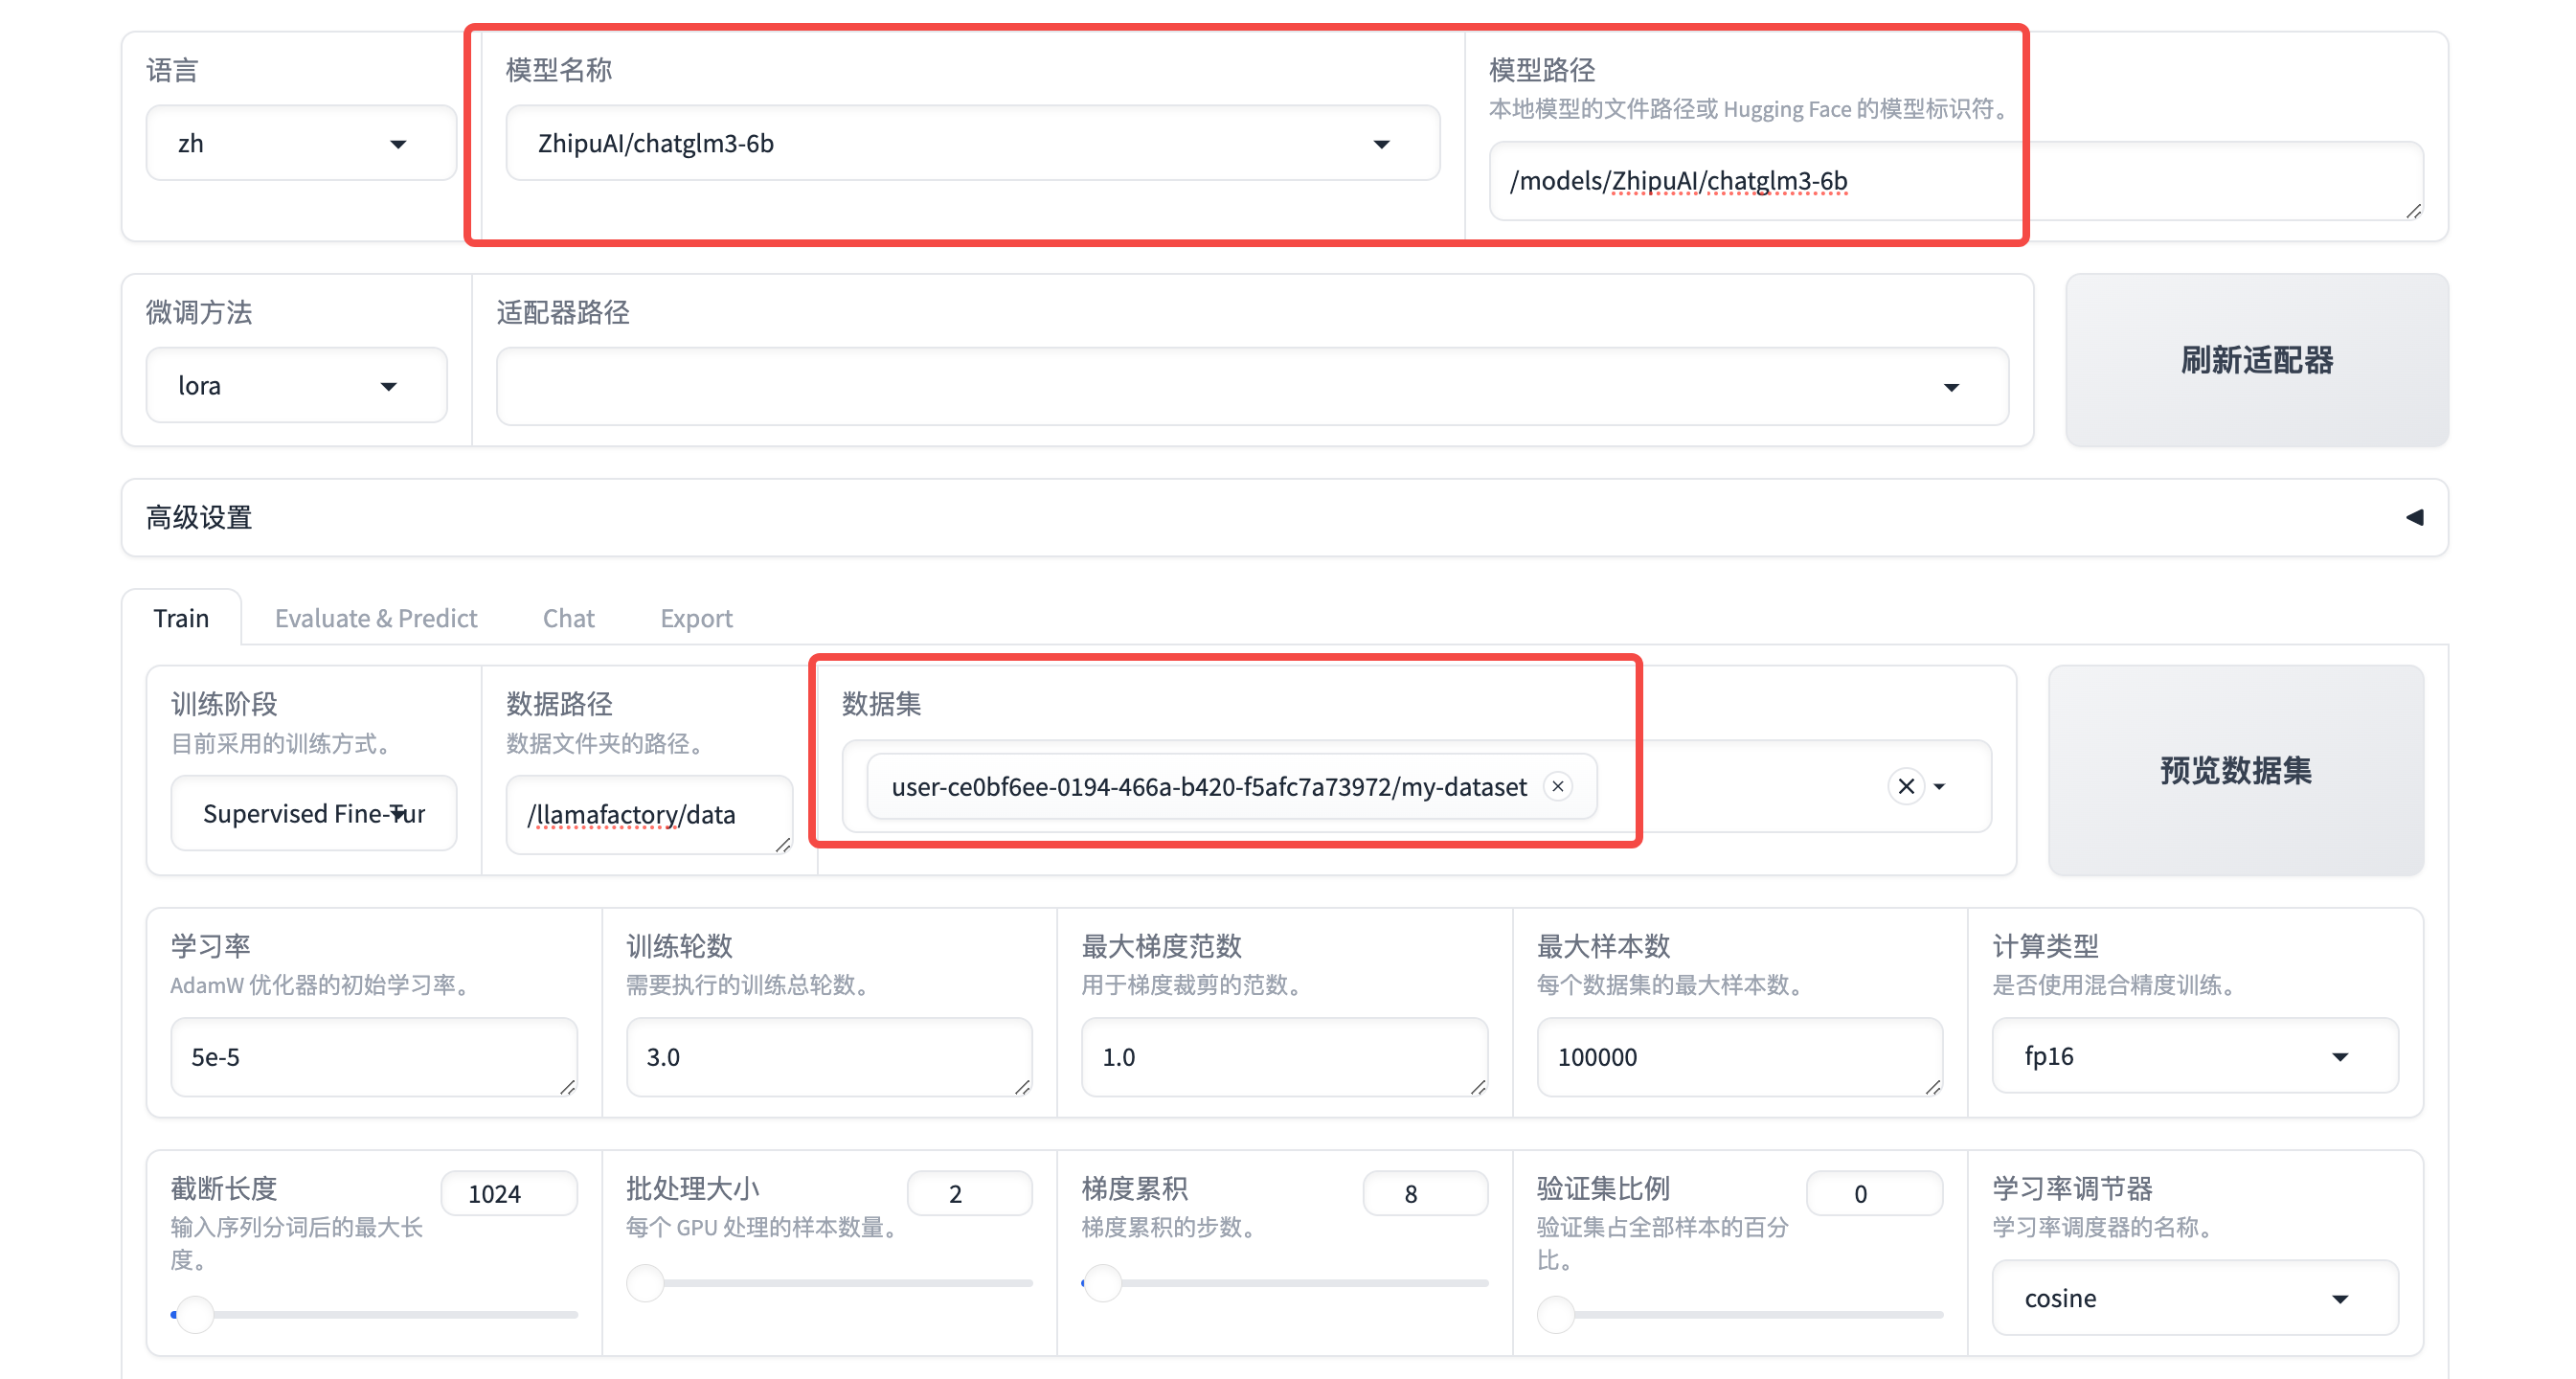 语言
zh
模型名称
ZhipuAI/chatglm3-6b
模型路径
本地模型的文件路径或 Hugging Face 的模型标识符。
/models/ZhipuAI/chatglm3-6b
微调方法
lora
适配器路径
刷新适配器
高级设置
Train
Evaluate & Predict
Chat
Export
训练阶段
目前采用的训练方式。
Supervised Fine-Tur
数据路径
数据文件夹的路径。
/llamafactory/data
数据集
user-ce0bf6ee-0194-466a-b420-f5afc7a73972/my-dataset
预览数据集
学习率
AdamW 优化器的初始学习率。
5e-5
训练轮数
需要执行的训练总轮数。
3.0
最大梯度范数
用于梯度裁剪的范数。
1.0
最大样本数
每个数据集的最大样本数。
100000
计算类型
是否使用混合精度训练。
fp16
截断长度
1024
输入序列分词后的最大长
度。
批处理大小
2
每个 GPU 处理的样本数量。
梯度累积
8
梯度累积的步数。
验证集比例
0
验证集占全部样本的百分
比。
学习率调节器
学习率调度器的名称。
cosine